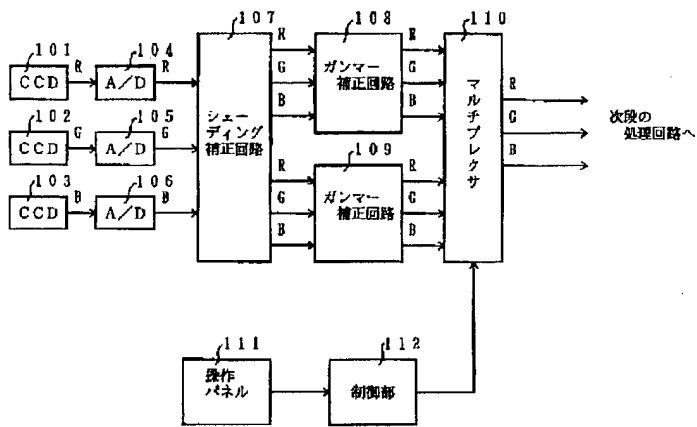 101
CCD
R
104
A/D
R
102
CCD
G
105
A/D
G
103
CCD
B
106
A/D
B
107
シェー
ディング
補正回路
R
G
B
R
G
B
108
ガンマー
補正回路
R
G
B
109
ガンマー
補正回路
R
G
B
110
マルチプレクサ
R
G
B
次段の
処理回路へ
111
操作
パネル
112
制御部